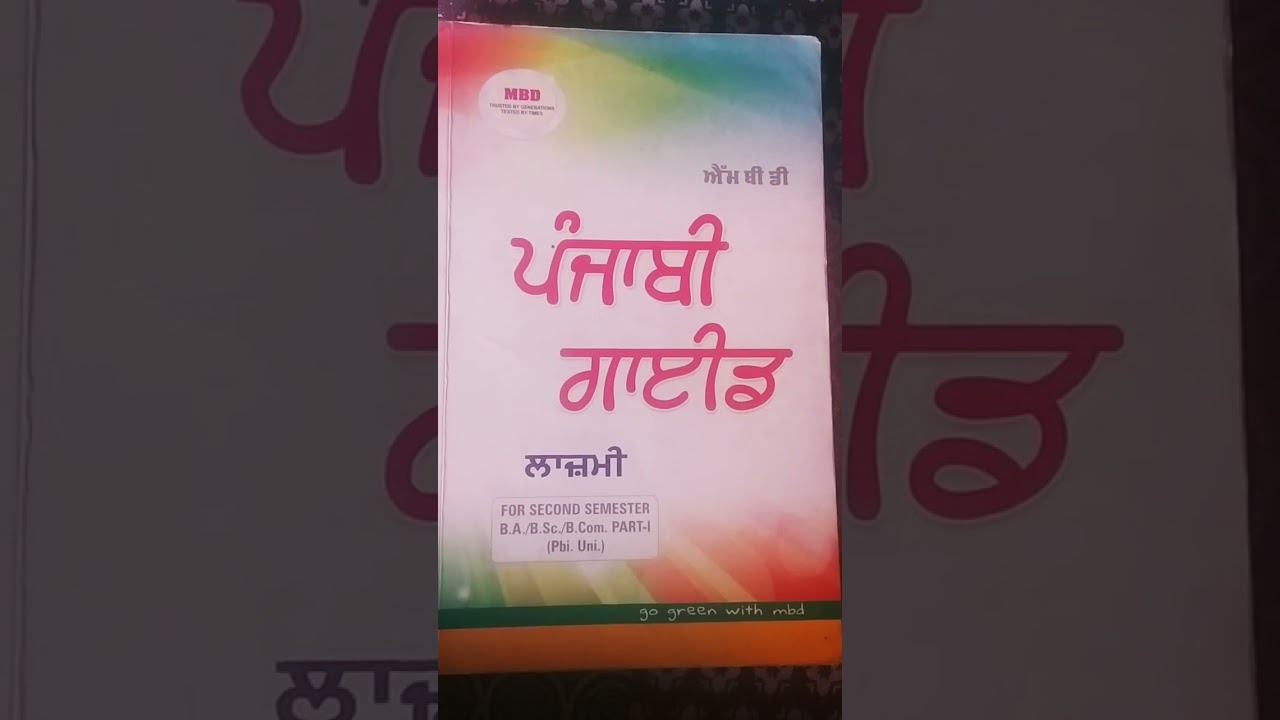 MBD
TRUSTED BY GENERATIONS
TESTED BY TIMES
ਐੱਮ ਬੀ ਡੀ
ਪੰਜਾਬੀ
ਗਾਈਡ
ਲਾਜ਼ਮੀ
FOR SECOND SEMESTER
B.A./B.Sc./B.Com. PART-I
(Pbi. Uni.)
go green with mbd